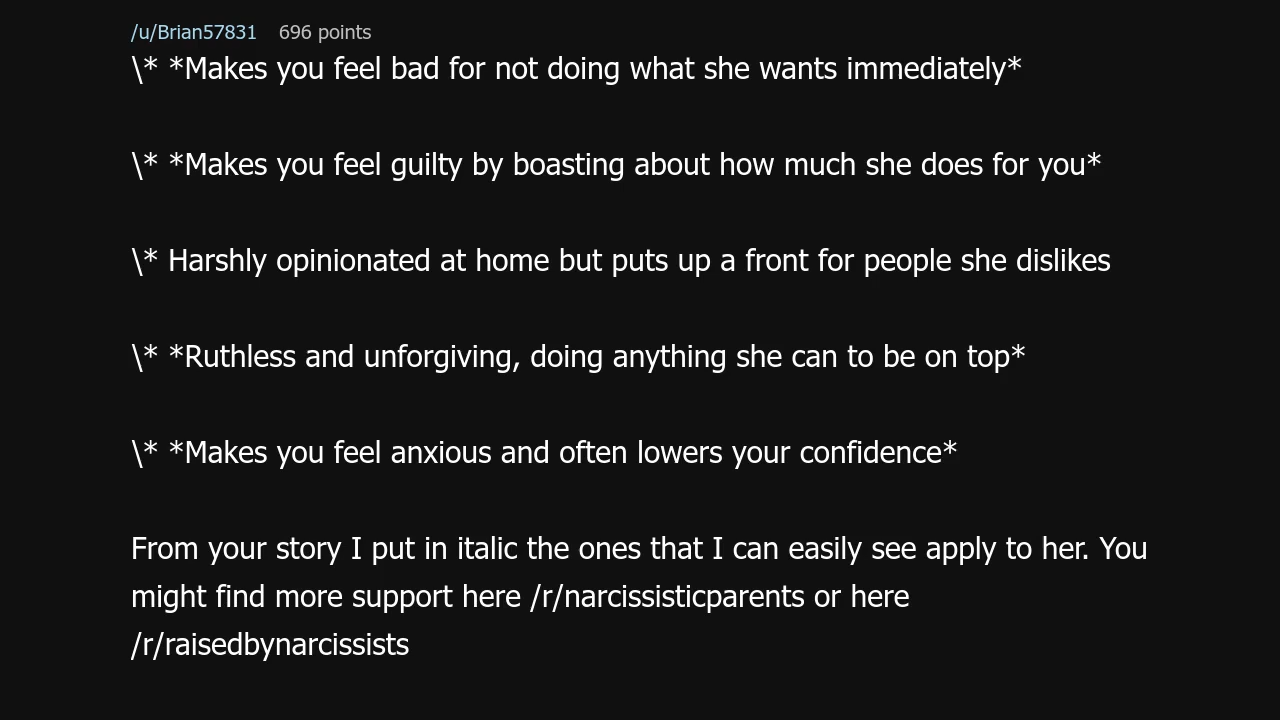 /u/Brian57831 696 points
\* *Makes you feel bad for not doing what she wants immediately*
\* *Makes you feel guilty by boasting about how much she does for you*
\* Harshly opinionated at home but puts up a front for people she dislikes
\* *Ruthless and unforgiving, doing anything she can to be on top*
\* *Makes you feel anxious and often lowers your confidence*
From your story I put in italic the ones that I can easily see apply to her. You
might find more support here /r/narcissisticparents or here
/r/raisedbynarcissists